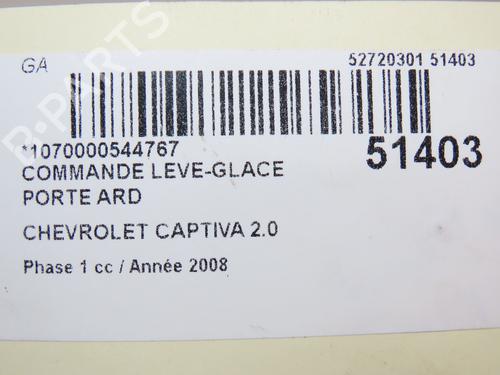 GA
52720301 51403
*1070000544767
51403
COMMANDE LEVE-GLACE
PORTE ARD
CHEVROLET CAPTIVA 2.0
Phase 1 cc / Année 2008
B-PARTS